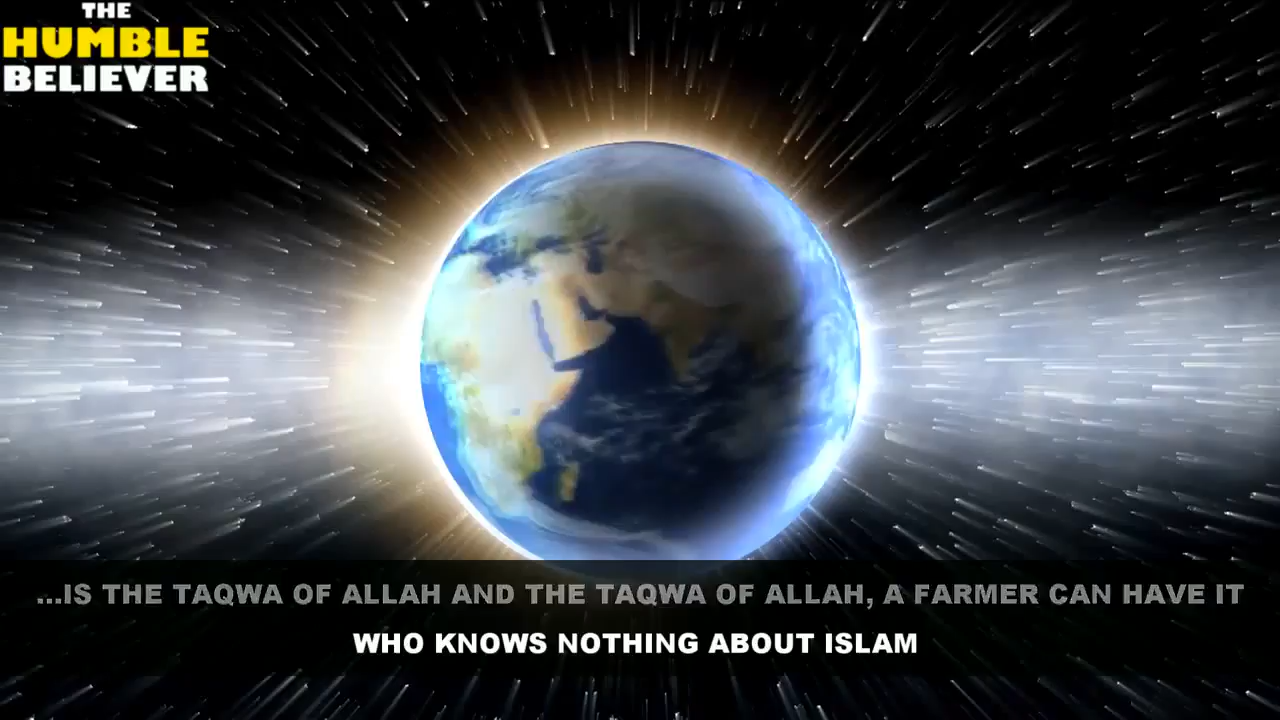 THE
HUMBLE
BELIEVER
...IS THE TAQWA OF ALLAH AND THE TAQWA OF ALLAH, A FARMER CAN HAVE IT
WHO KNOWS NOTHING ABOUT ISLAM